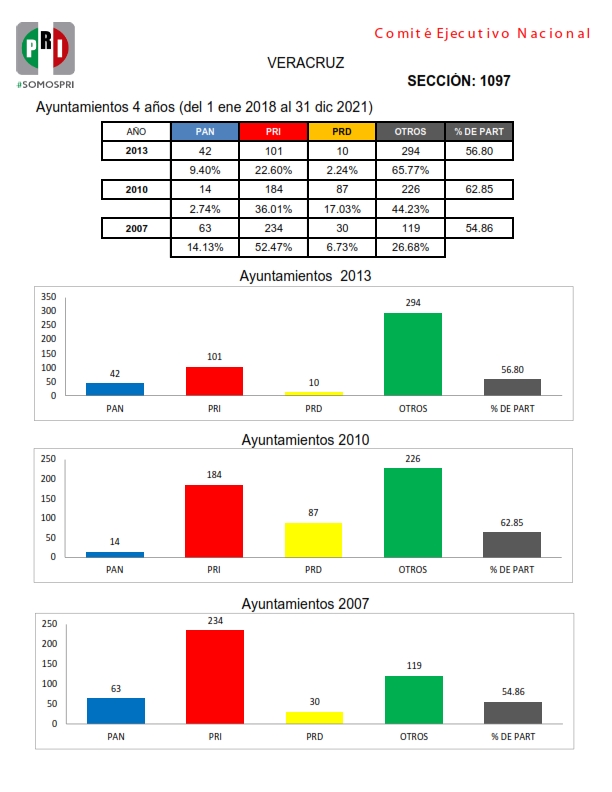 Comité Ejecutivo Nacional
PRI
#SOMOSPRI
VERACRUZ
SECCIÓN: 1097
Ayuntamientos 4 años (del 1 ene 2018 al 31 dic 2021)
AÑO PAN PRI PRD OTROS % DE PART
2013 42 101 10 294 56.80
9.40% 22.60% 2.24% 65.77%
2010 14 184 87 226 62.85
2.74% 36.01% 17.03% 44.23%
2007 63 234 30 119 54.86
14.13% 52.47% 6.73% 26.68%
Ayuntamientos 2013
350
300
250
200
150
100
50
0
42 101 10 294 56.80
PAN PRI PRD OTROS % DE PART
Ayuntamientos 2010
250
200
150
100
50
0
14 184 87 226 62.85
PAN PRI PRD OTROS % DE PART
Ayuntamientos 2007
250
200
150
100
50
0
63 234 30 119 54.86
PAN PRI PRD OTROS % DE PART